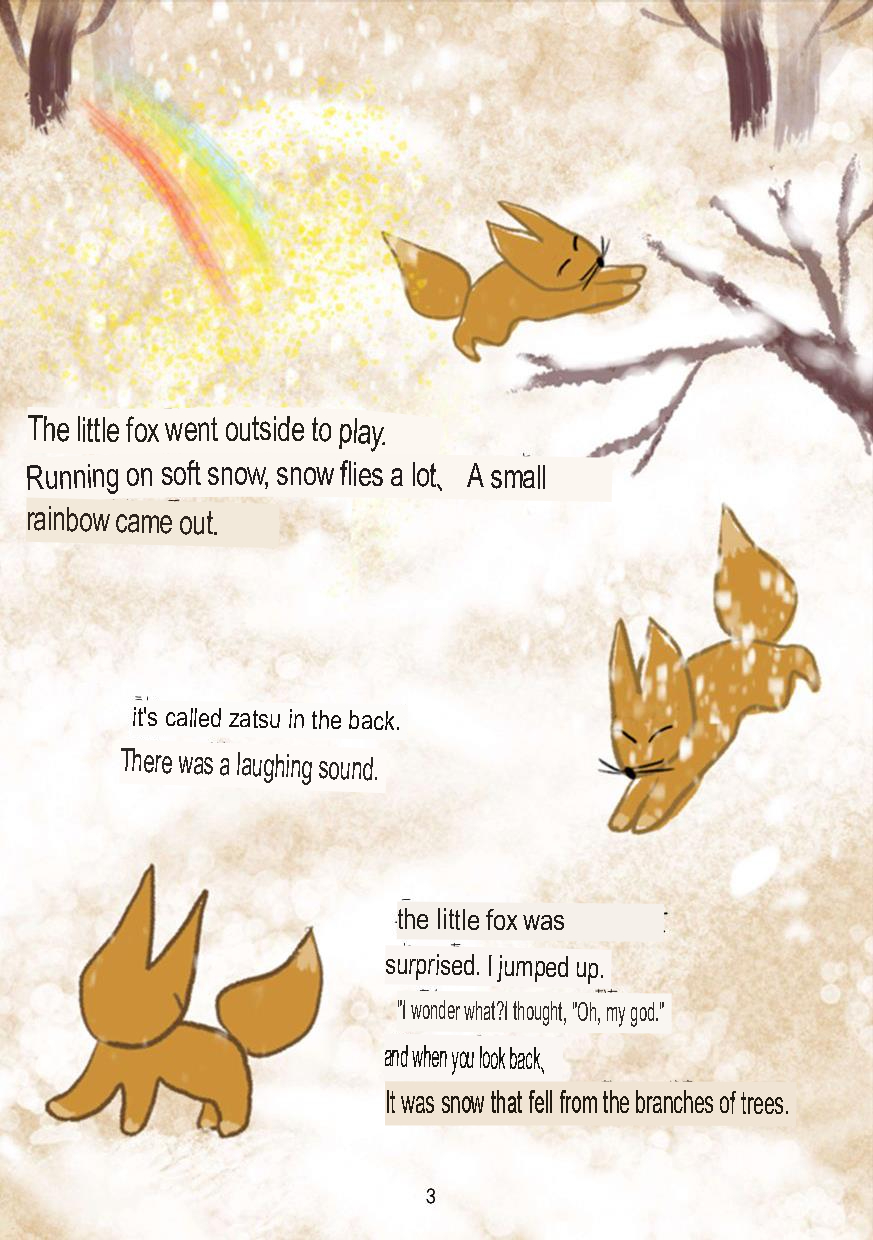 The little fox went outside to play.
Running on soft snow, snow flies a lot、 A small
rainbow came out.
it's called zatsu in the back.
There was a laughing sound.
the little fox was
surprised. I jumped up.
"I wonder what?I thought, "Oh, my god."
and when you look back、
It was snow that fell from the branches of trees.
3